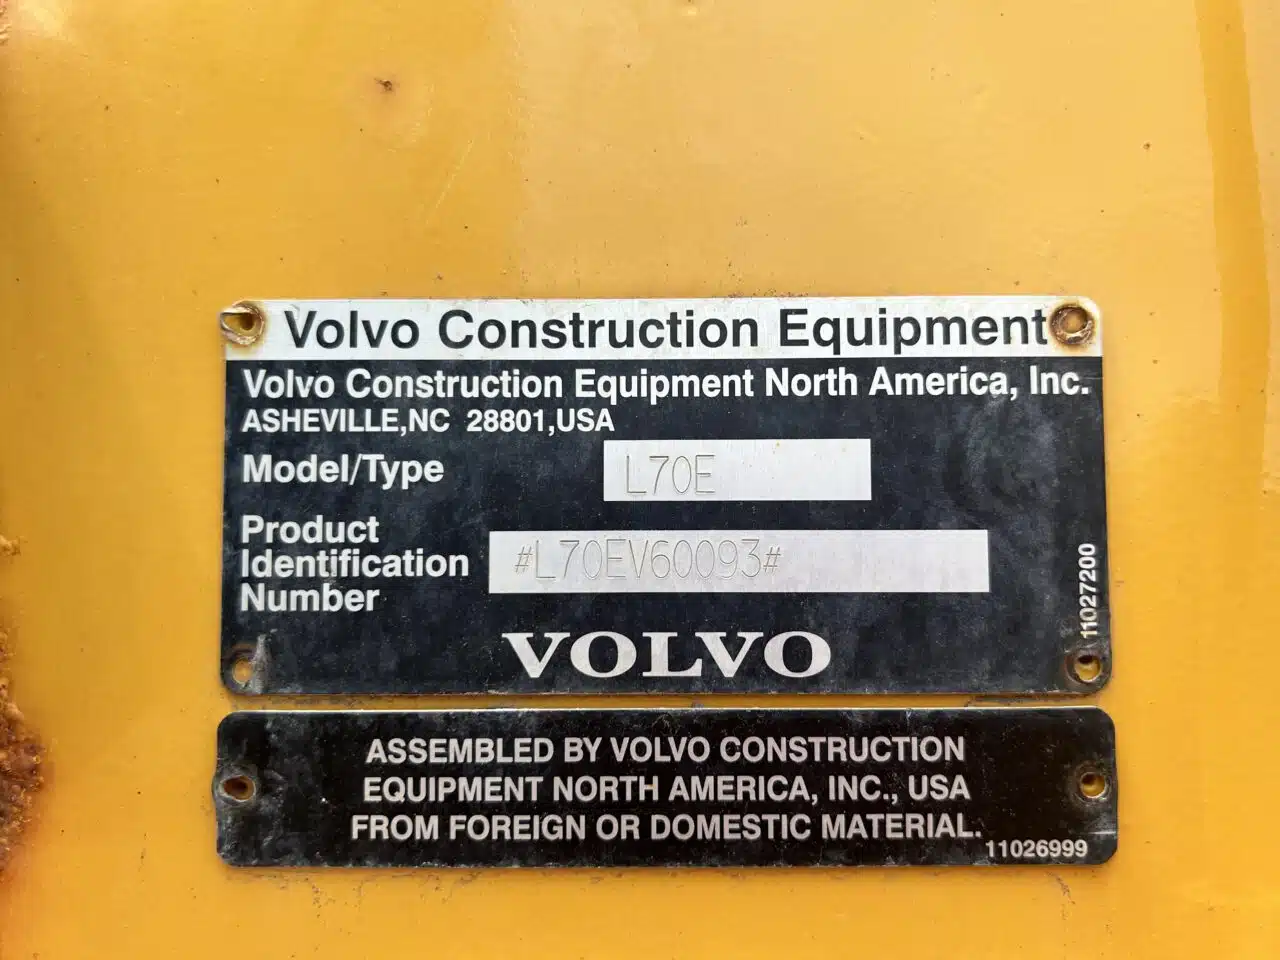 Volvo Construction Equipment
Volvo Construction Equipment North America, Inc.
ASHEVILLE,NC 28801,USA
Model/Type L70E
Product
Identification
Number
#L70EV60093#
11027200
VOLVO
ASSEMBLED BY VOLVO CONSTRUCTION
EQUIPMENT NORTH AMERICA, INC., USA
FROM FOREIGN OR DOMESTIC MATERIAL.
11026999